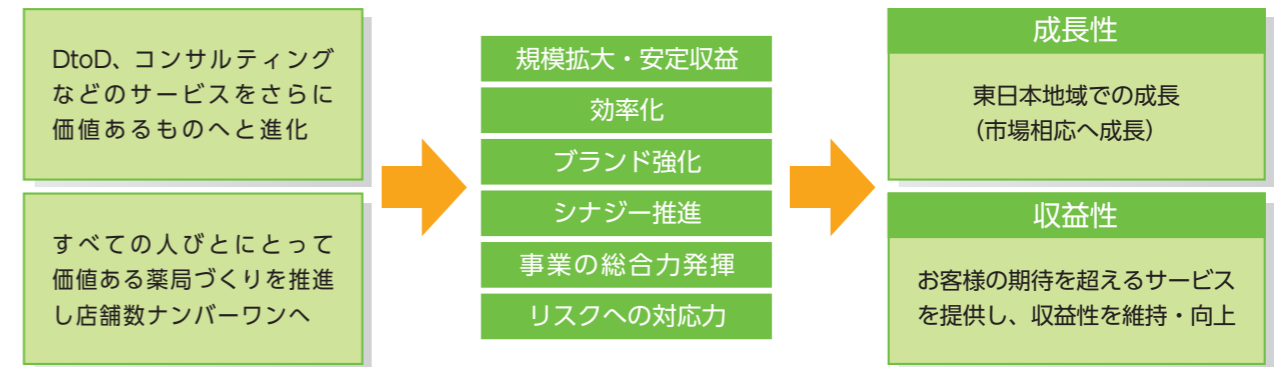 DtoD、コンサルティング
などのサービスをさらに
価値あるものへと進化
すべての人びとにとって
価値ある薬局づくりを推進
し店舗数ナンバーワンへ
規模拡大・安定収益
効率化
ブランド強化
シナジー推進
事業の総合力発揮
リスクへの対応力
成長性
東日本地域での成長
（市場相応へ成長）
収益性
お客様の期待を超えるサービス
を提供し、収益性を維持・向上